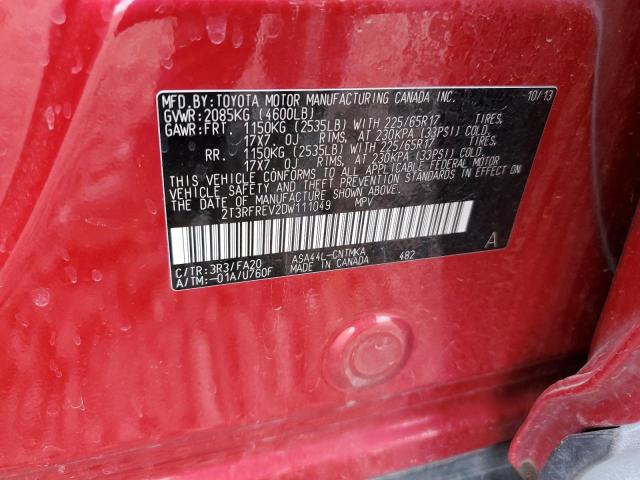 MFD.BY:TOYOTA MOTOR MANUFACTURING CANADA INC. 10/13
GVWR:2085KG (4600LB)
GAWR:FRT. 1150KG (2535LB) WITH 225/65R17 TIRES,
17X7 OJ RIMS, AT 230KPA (33PSI) COLD.
RR. 1150KG (2535LB) WITH 225/65R17 TIRES,
17X7 OJ RIMS, AT 230KPA (33PSI) COLD.
THIS VEHICLE CONFORMS TO ALL APPLICABLE FEDERAL MOTOR
VEHICLE SAFETY AND THEFT PREVENTION STANDARDS IN
EFFECT ON THE DATE OF MANUFACTURE SHOWN ABOVE.
2T3RFREV2DW111049 MPV
A
C/TR:3R3/FA20 ASA44L-CNTMKA 482
A/TM:-01A/U760F MADE IN CANADA